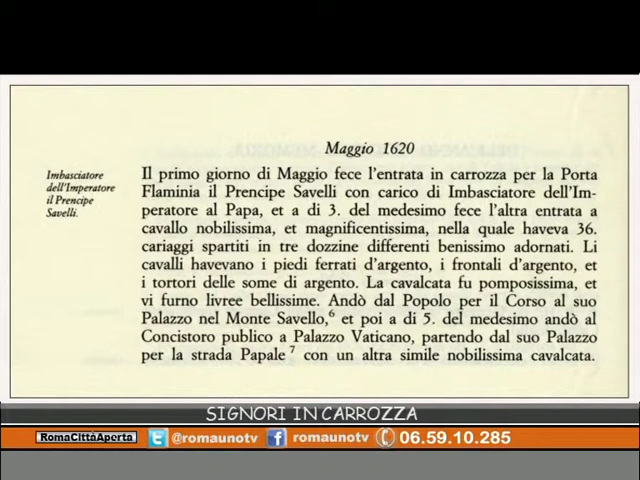 Maggio 1620
Imbasciatore
dell'Imperatore
il Prencipe
Savelli.
Il primo giorno di Maggio fece l'entrata in carrozza per la Porta
Flaminia il Prencipe Savelli con carico di Imbasciatore dell'Im-
peratore al Papa, et a di 3. del medesimo fece l'altra entrata a
cavallo nobilissima, et magnificentissima, nella quale haveva 36.
cariaggi spartiti in tre dozzine differenti benissimo adornati. Li
cavalli havevano i piedi ferrati d'argento, i frontali d'argento, et
i tortori delle some di argento. La cavalcata fu pomposissima, et
vi furno livree bellissime. Andò dal Popolo per il Corso al suo
Palazzo nel Monte Savello,6 et poi a di 5. del medesimo andò al
Concistoro publico a Palazzo Vaticano, partendo dal suo Palazzo
per la strada Papale 7 con un altra simile nobilissima cavalcata.
SIGNORI IN CARROZZA
RomaCittàAperta @romaunotv romaunotv 06.59.10.285